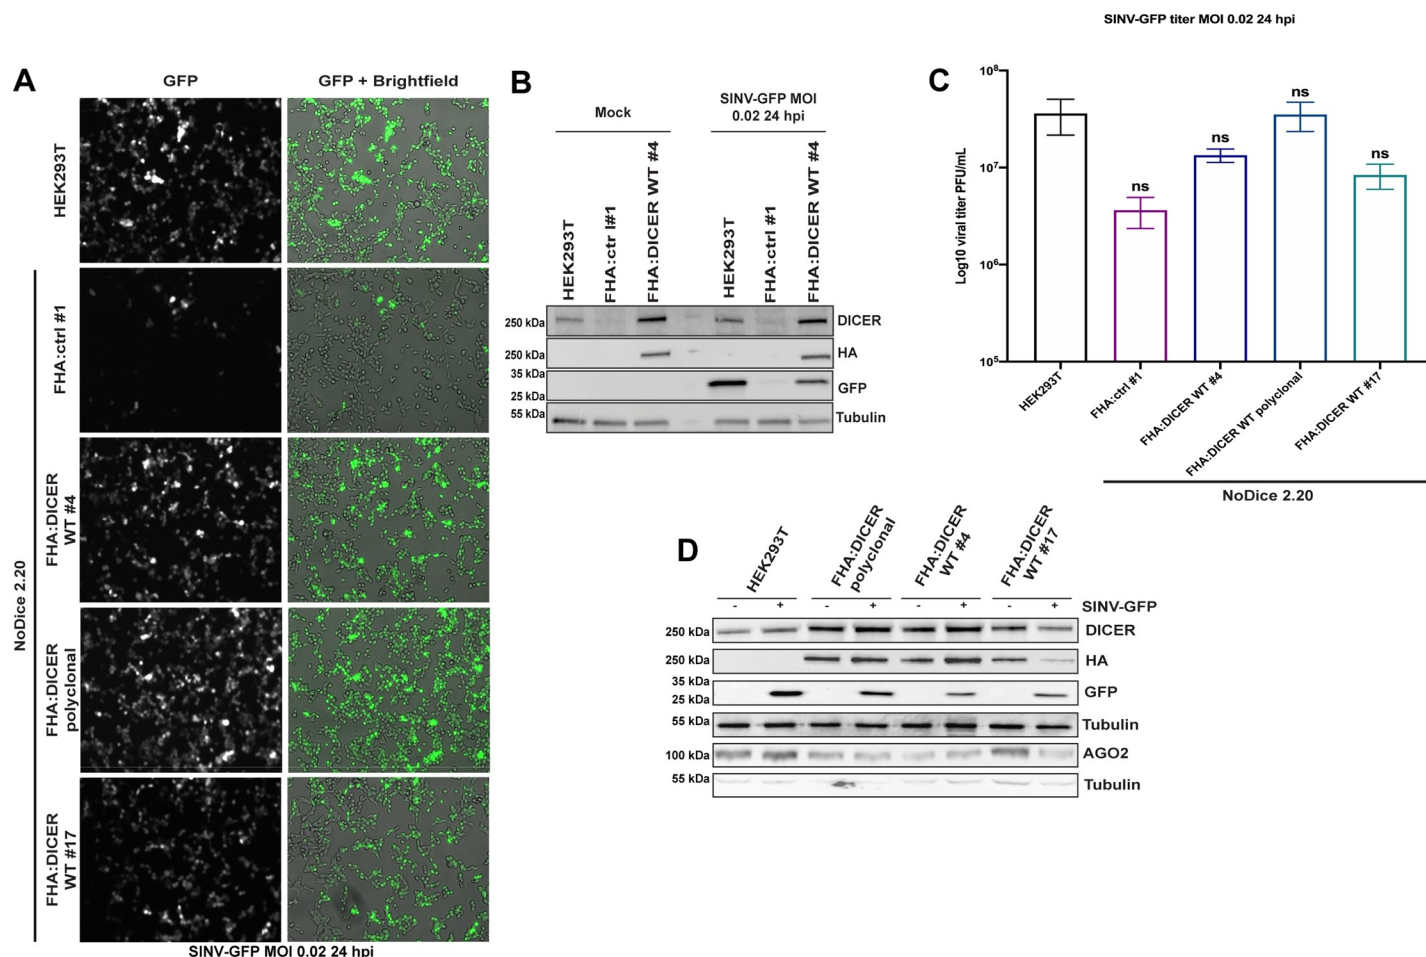 SINV-GFP titer MOI 0.02 24 hpi
A
GFP
GFP + Brightfield
HEK293T
FHA:ctrl #1
FHA:DICER
WT #4
FHA:DICER
polyclonal
FHA:DICER
WT #17
NoDice 2.20
SINV-GFP MOI 0.02 24 hpi
B
Mock
SINV-GFP MOI
0.02 24 hpi
HEK293T
FHA:ctr l#1
FHA:DICER WT #4
HEK293T
FHA:ctrl #1
FHA:DICER WT #4
250 kDa
DICER
250 kDa
HA
35 kDa
25 kDa
GFP
55 kDa
Tubulin
C
Log10 viral titer PFU/mL
10⁸
10⁷
10⁶
10⁵
ns
ns
ns
ns
HEK293T
FHA:ctrl #1
FHA:DICER WT #4
FHA:DICER WT polyclonal
FHA:DICER WT #17
NoDice 2.20
D
HEK293T
FHA:DICER
polyclonal
FHA:DICER
WT #4
FHA:DICER
WT #17
- + - + - + - + SINV-GFP
250 kDa
DICER
250 kDa
HA
35 kDa
25 kDa
GFP
55 kDa
Tubulin
100 kDa
AGO2
55 kDa
Tubulin